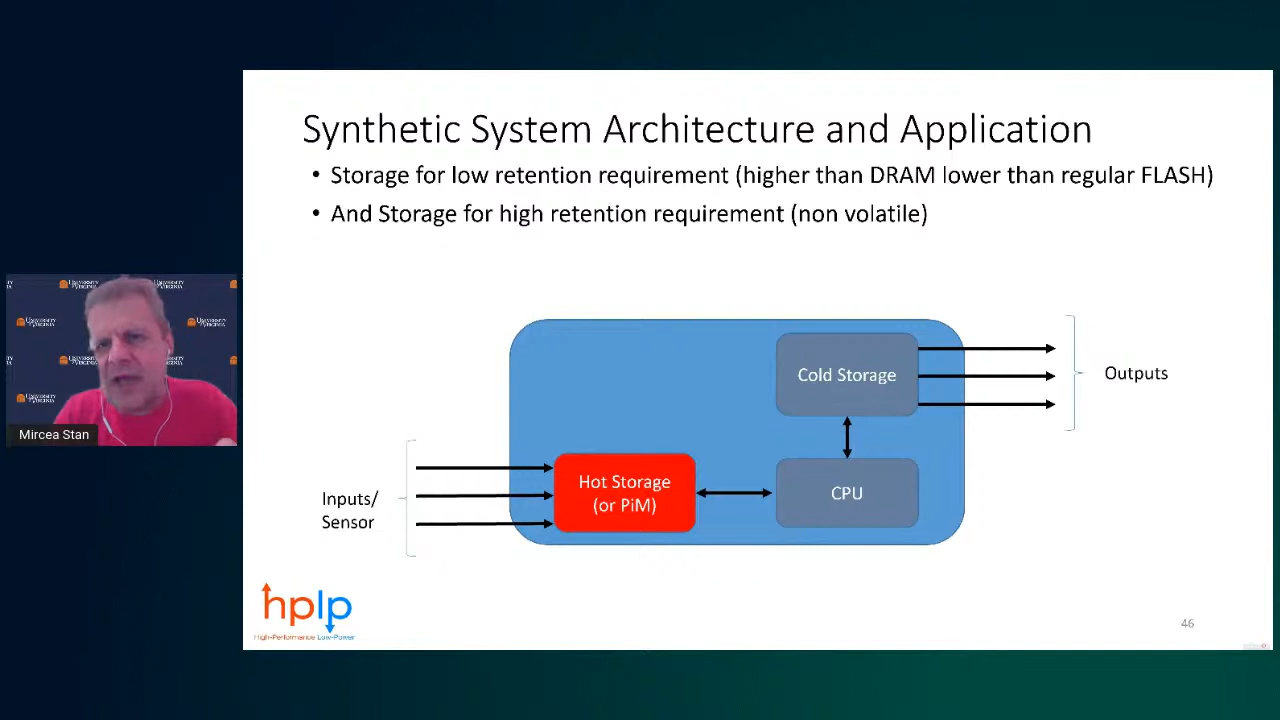 Synthetic System Architecture and Application
• Storage for low retention requirement (higher than DRAM lower than regular FLASH)
• And Storage for high retention requirement (non volatile)
Cold Storage
Outputs
Hot Storage
(or PiM)
CPU
Inputs/
Sensor
UNIVERSITY
VIRGINIA
Mircea Stan
hplp
High-Performance Low-Power
46